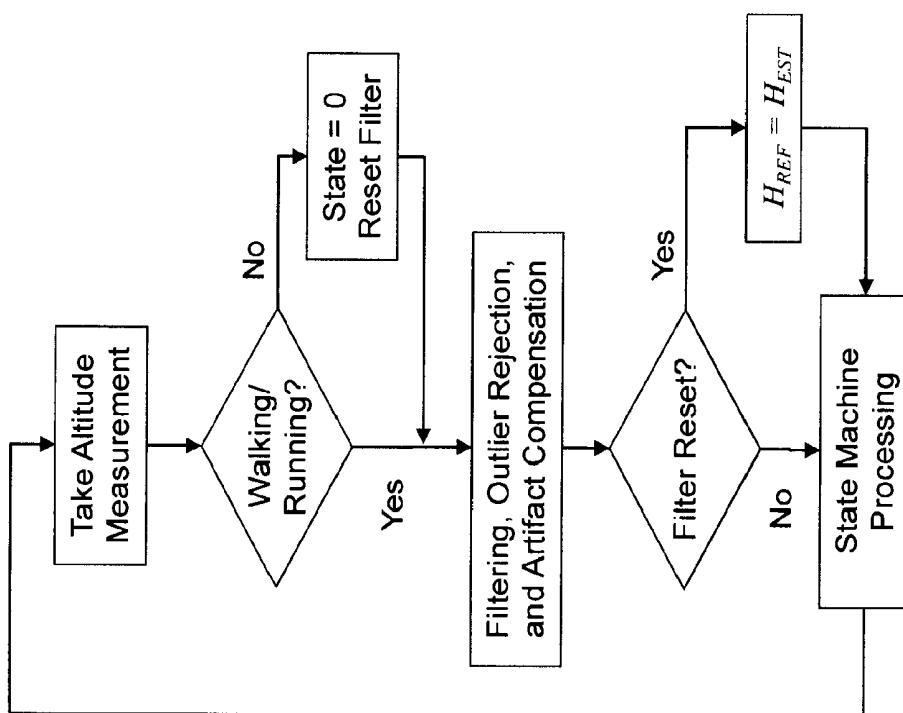 Take Altitude
Measurement
Walking/
Running?
No
State = 0
Reset Filter
Yes
Filtering, Outlier Rejection,
and Artifact Compensation
Filter Reset?
Yes
H_REF = H_EST
No
State Machine
Processing